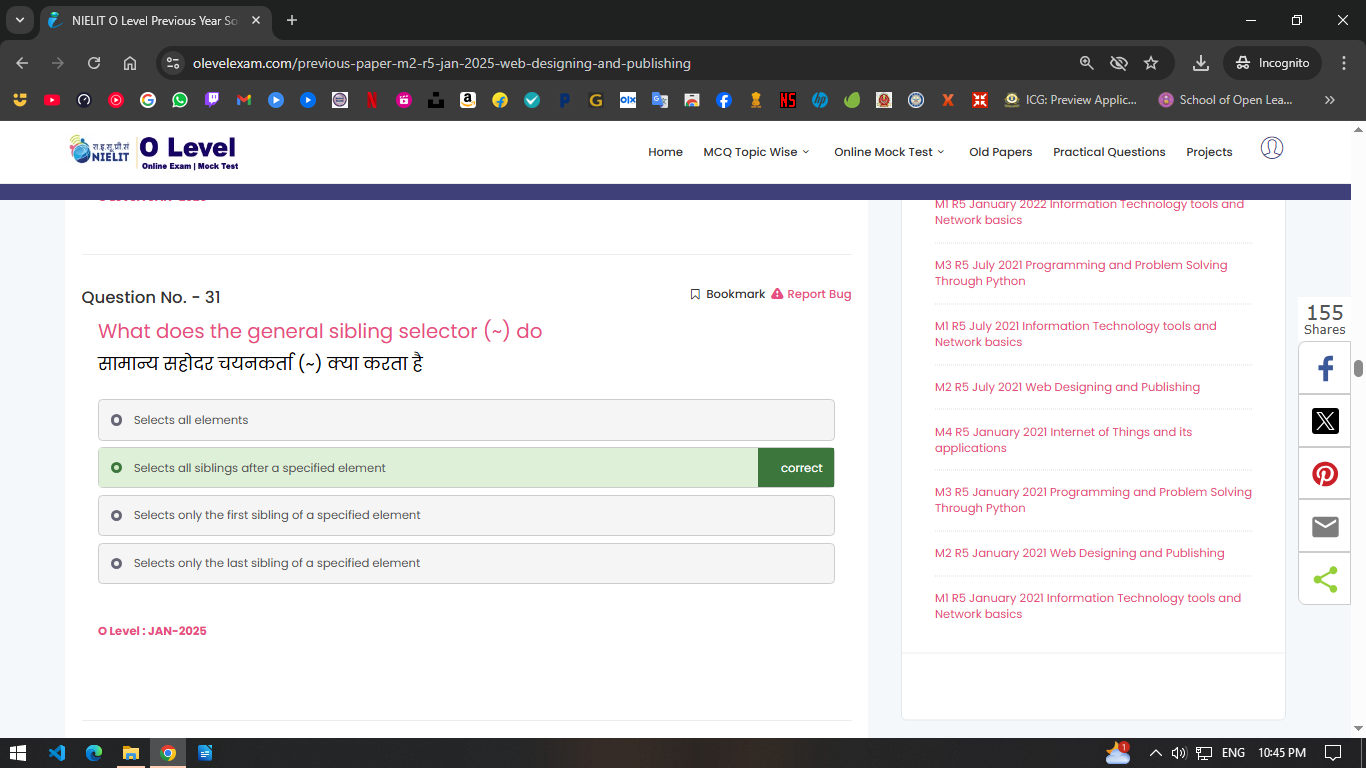 NIELIT O Level Previous Year So
olevelexam.com/previous-paper-m2-r5-jan-2025-web-designing-and-publishing
Incognito
ICG: Preview Applic...
School of Open Lea...
रा.इ.सू.प्रौ.सं
NIELIT
O Level
Online Exam | Mock Test
Home
MCQ Topic Wise
Online Mock Test
Old Papers
Practical Questions
Projects
Question No. - 31
Bookmark
Report Bug
What does the general sibling selector (~) do
सामान्य सहोदर चयनकर्ता (~) क्या करता है
Selects all elements
Selects all siblings after a specified element
correct
Selects only the first sibling of a specified element
Selects only the last sibling of a specified element
O Level : JAN-2025
M1 R5 January 2022 Information Technology tools and
Network basics
M3 R5 July 2021 Programming and Problem Solving
Through Python
M1 R5 July 2021 Information Technology tools and
Network basics
M2 R5 July 2021 Web Designing and Publishing
M4 R5 January 2021 Internet of Things and its
applications
M3 R5 January 2021 Programming and Problem Solving
Through Python
M2 R5 January 2021 Web Designing and Publishing
M1 R5 January 2021 Information Technology tools and
Network basics
155
Shares
1
ENG
10:45 PM